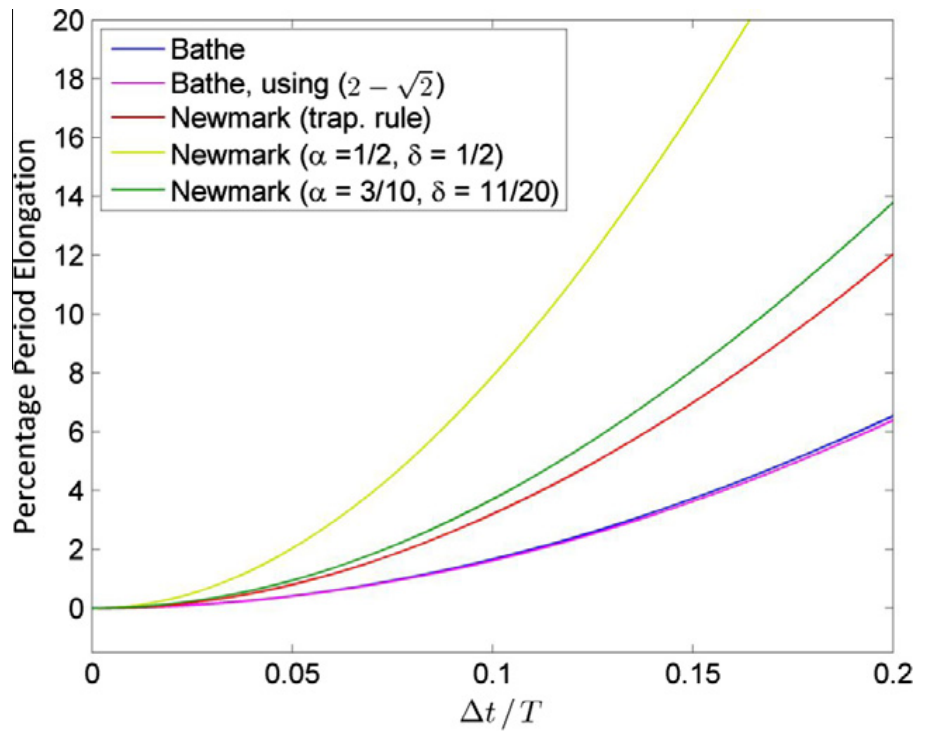 20
18
16
14
12
10
8
6
4
2
0
Percentage Period Elongation
Bathe
Bathe, using (2 − √2)
Newmark (trap. rule)
Newmark (α =1/2, δ = 1/2)
Newmark (α = 3/10, δ = 11/20)
0 0.05 0.1 0.15 0.2
Δt / T